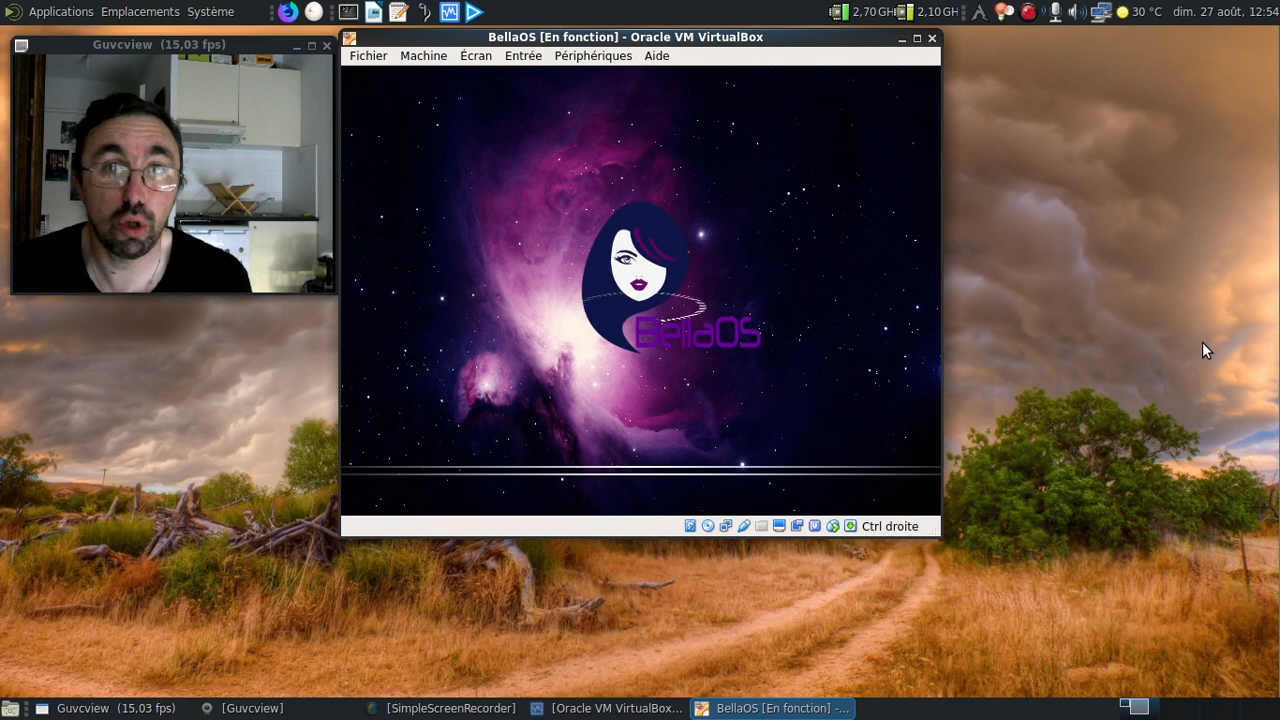 Applications Emplacements Système
2,70 GH 2,10 GH 30 °C dim. 27 août, 12:54
Guvcview (15,03 fps)
BellaOS [En fonction] - Oracle VM VirtualBox
Fichier Machine Écran Entrée Périphériques Aide
BellaOS
Ctrl droite
Guvcview (15,03 fps) [Guvcview] [SimpleScreenRecorder] [Oracle VM VirtualBox... BellaOS [En fonction] -...